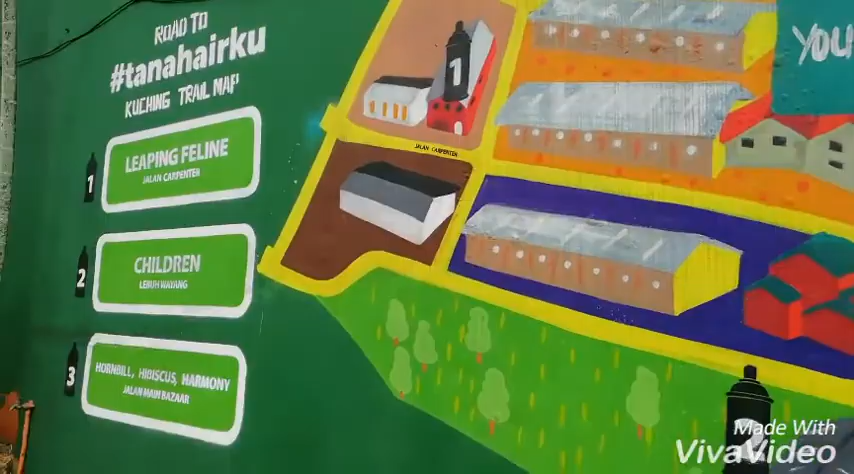 ROAD TO
#tanahairku
KUCHING TRAIL MAP
1
LEAPING FELINE
JALAN CARPENTER
2
CHILDREN
LEBUH WAYANG
3
HORNBILL, HIBISCUS, HARMONY
JALAN MAIN BAZAAR
1
JALAN CARPENTER
YOU
2
Made With
VivaVideo